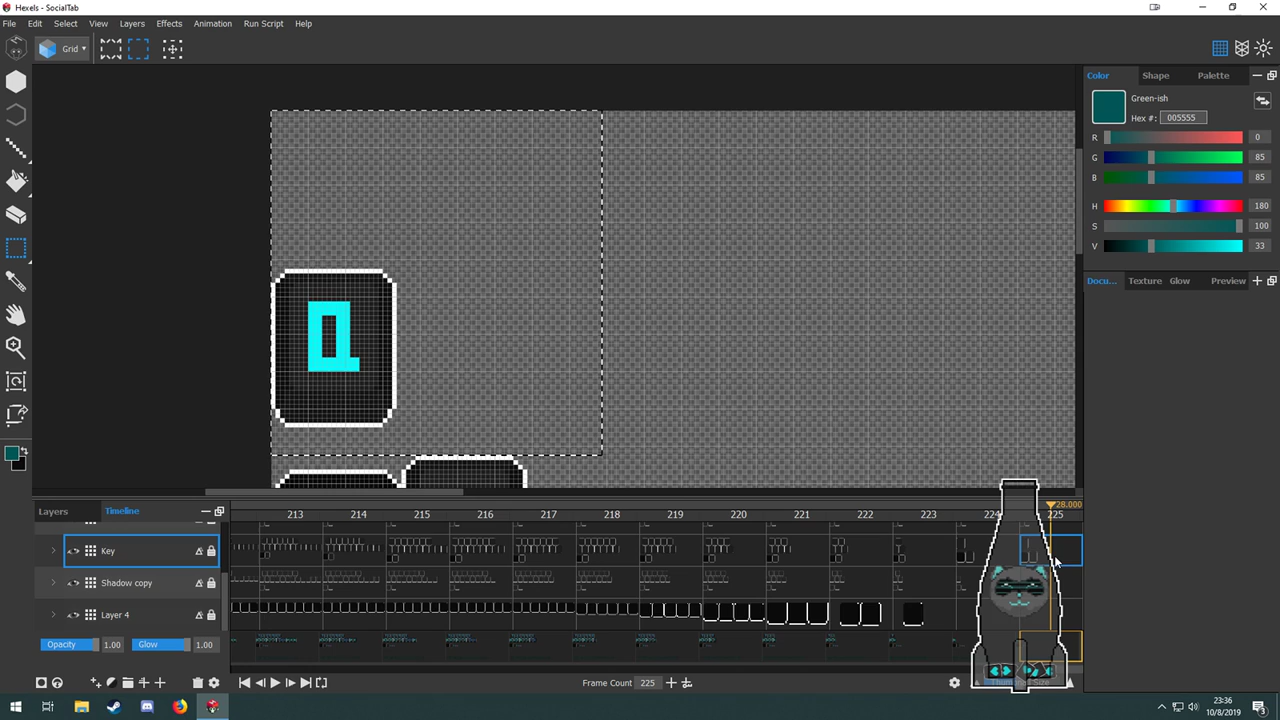 Hexels - SocialTab
File Edit Select View Layers Effects Animation Run Script Help
Grid
Color Shape Palette
Green-ish
Hex #: 005555
R 0
G 85
B 85
H 180
S 100
V 33
Docu... Texture Glow Preview
Q
Layers Timeline
28.000
213 214 215 216 217 218 219 220 221 222 223 224 225
Key
Shadow copy
Layer 4
Opacity 1.00 Glow 1.00
Frame Count 225
Size
23:36
10/8/2019
3